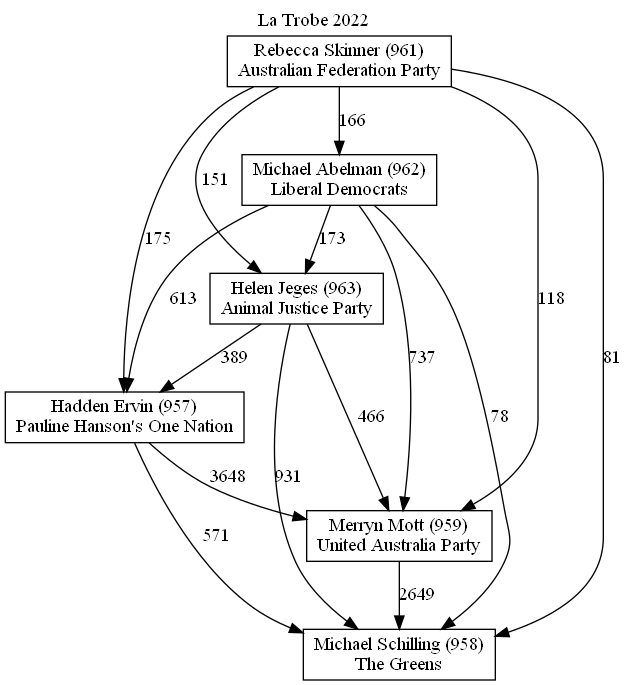 La Trobe 2022
Rebecca Skinner (961)
Australian Federation Party
166
Michael Abelman (962)
Liberal Democrats
151
173
175
613
118
Helen Jeges (963)
Animal Justice Party
389
737
81
Hadden Ervin (957)
Pauline Hanson's One Nation
466
78
3648
931
571
Merryn Mott (959)
United Australia Party
2649
Michael Schilling (958)
The Greens